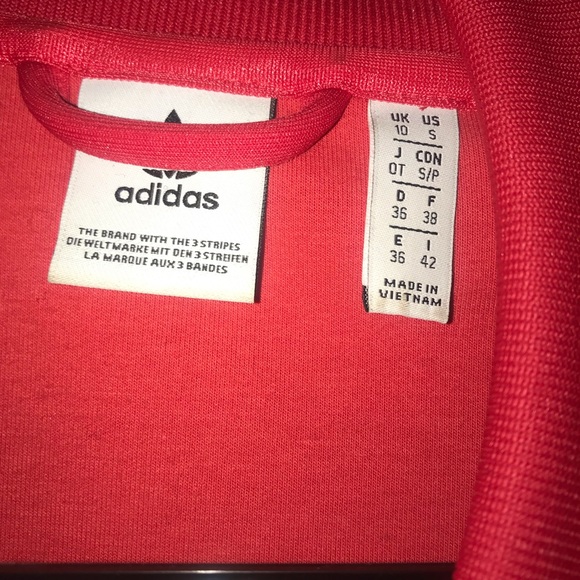 adidas
THE BRAND WITH THE 3 STRIPES
DIE WELTMARKE MIT DEN 3 STREIFEN
LA MARQUE AUX 3 BANDES
UK US
10 S
J CDN
OT S/P
D F
36 38
E I
36 42
MADE IN
VIETNAM